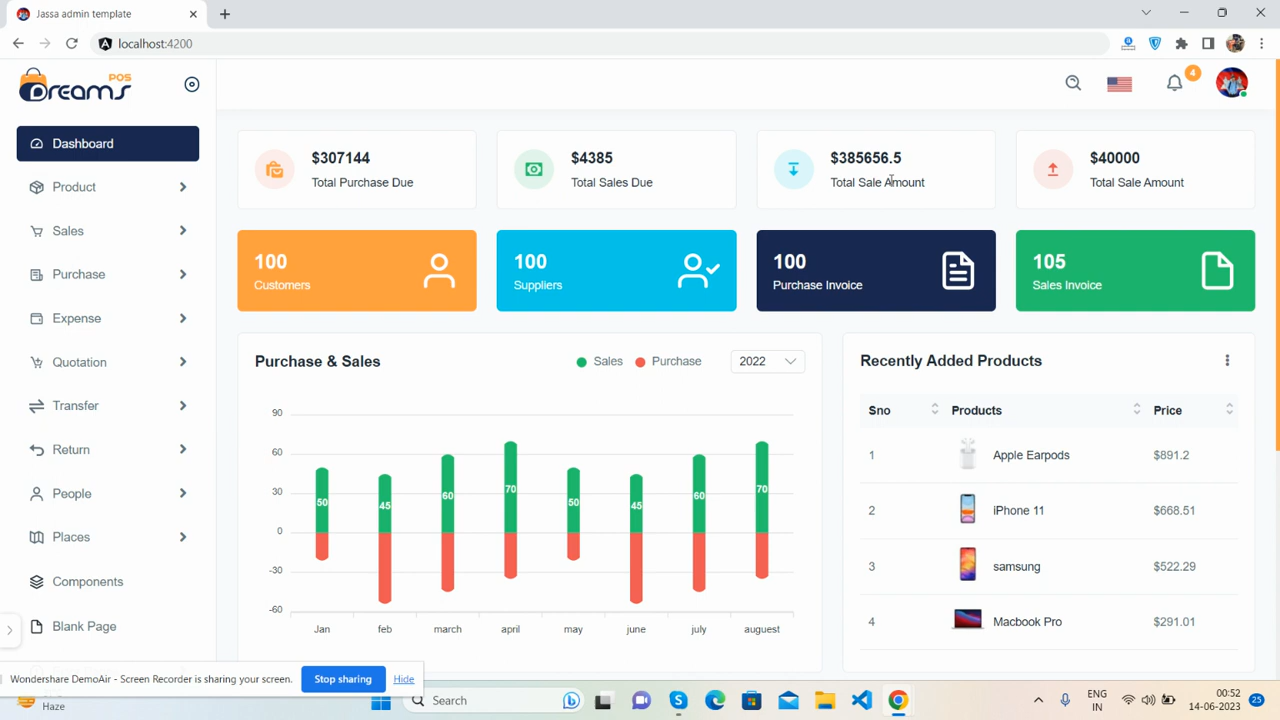 Jassa admin template
localhost:4200
DreamS POS
4
Dashboard
Product
Sales
Purchase
Expense
Quotation
Transfer
Return
People
Places
Components
Blank Page
$307144
Total Purchase Due
$4385
Total Sales Due
$385656.5
Total Sale Amount
$40000
Total Sale Amount
100
Customers
100
Suppliers
100
Purchase Invoice
105
Sales Invoice
Purchase & Sales
Sales
Purchase
2022
90
60
30
0
-30
-60
50
45
60
70
50
45
60
70
Jan
feb
march
april
may
june
july
auguest
Recently Added Products
Sno Products Price
1 Apple Earpods $891.2
2 iPhone 11 $668.51
3 samsung $522.29
4 Macbook Pro $291.01
Wondershare DemoAir - Screen Recorder is sharing your screen.
Stop sharing
Hide
Haze
Search
ENG
IN
00:52
14-06-2023
25